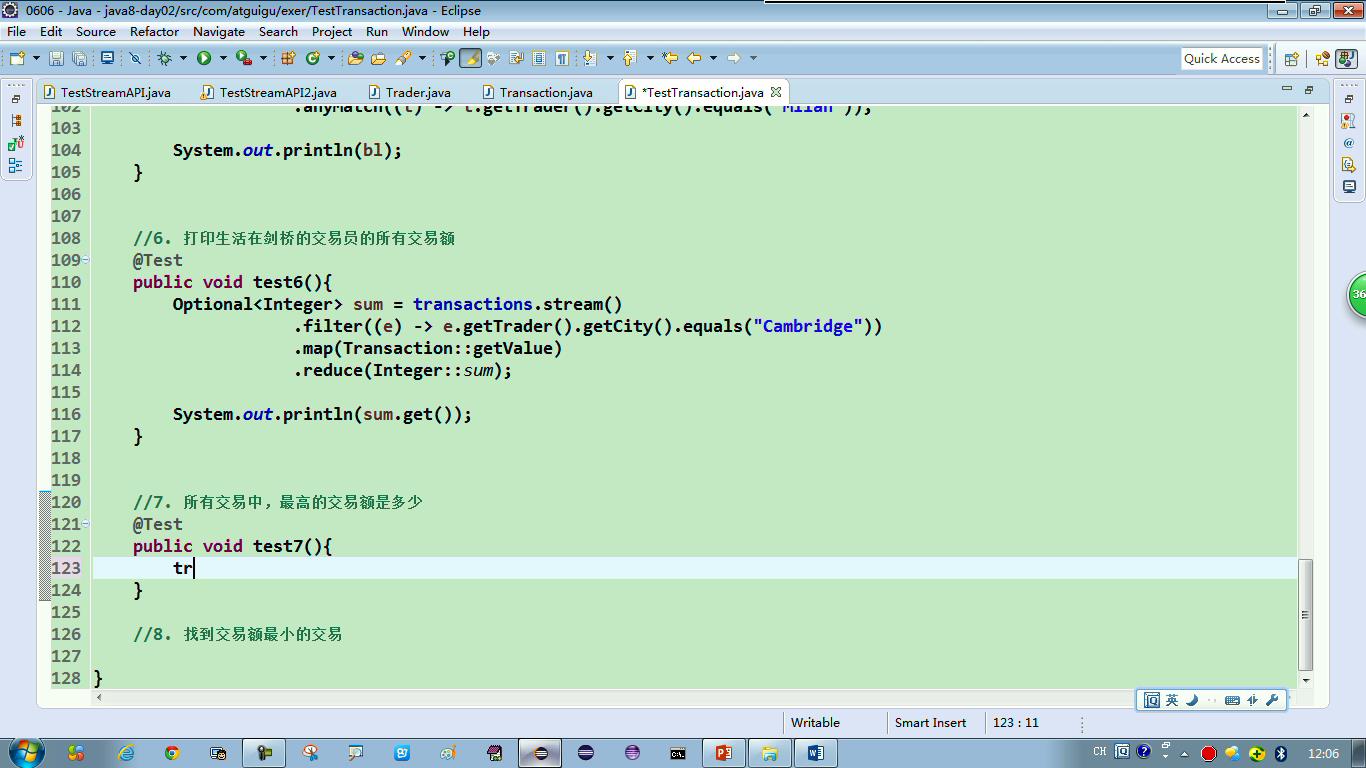 0606 - Java - java8-day02/src/com/atguigu/exer/TestTransaction.java - Eclipse
File Edit Source Refactor Navigate Search Project Run Window Help
Quick Access
TestStreamAPI.java TestStreamAPI2.java Trader.java Transaction.java *TestTransaction.java
102 .anyMatch((t) -> t.getTrader().getCity().equals("Milan"));
103
104 System.out.println(bl);
105 }
106
107
108 //6. 打印生活在剑桥的交易员的所有交易额
109 @Test
110 public void test6(){
111 Optional<Integer> sum = transactions.stream()
112 .filter((e) -> e.getTrader().getCity().equals("Cambridge"))
113 .map(Transaction::getValue)
114 .reduce(Integer::sum);
115
116 System.out.println(sum.get());
117 }
118
119
120 //7. 所有交易中，最高的交易额是多少
121 @Test
122 public void test7(){
123 tr
124 }
125
126 //8. 找到交易额最小的交易
127
128 }
36
英
Writable Smart Insert 123 : 11
CH 12:06